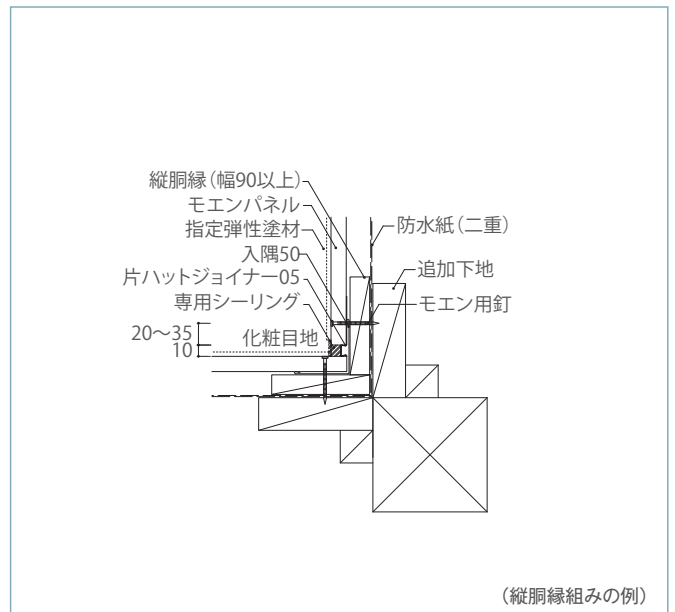 縦胴縁（幅90以上）
モエンパネル
指定弾性塗材
入隅50
片ハットジョイナー05
専用シーリング
20〜35
10
化粧目地
防水紙（二重）
追加下地
モエン用釘
（縦胴縁組みの例）